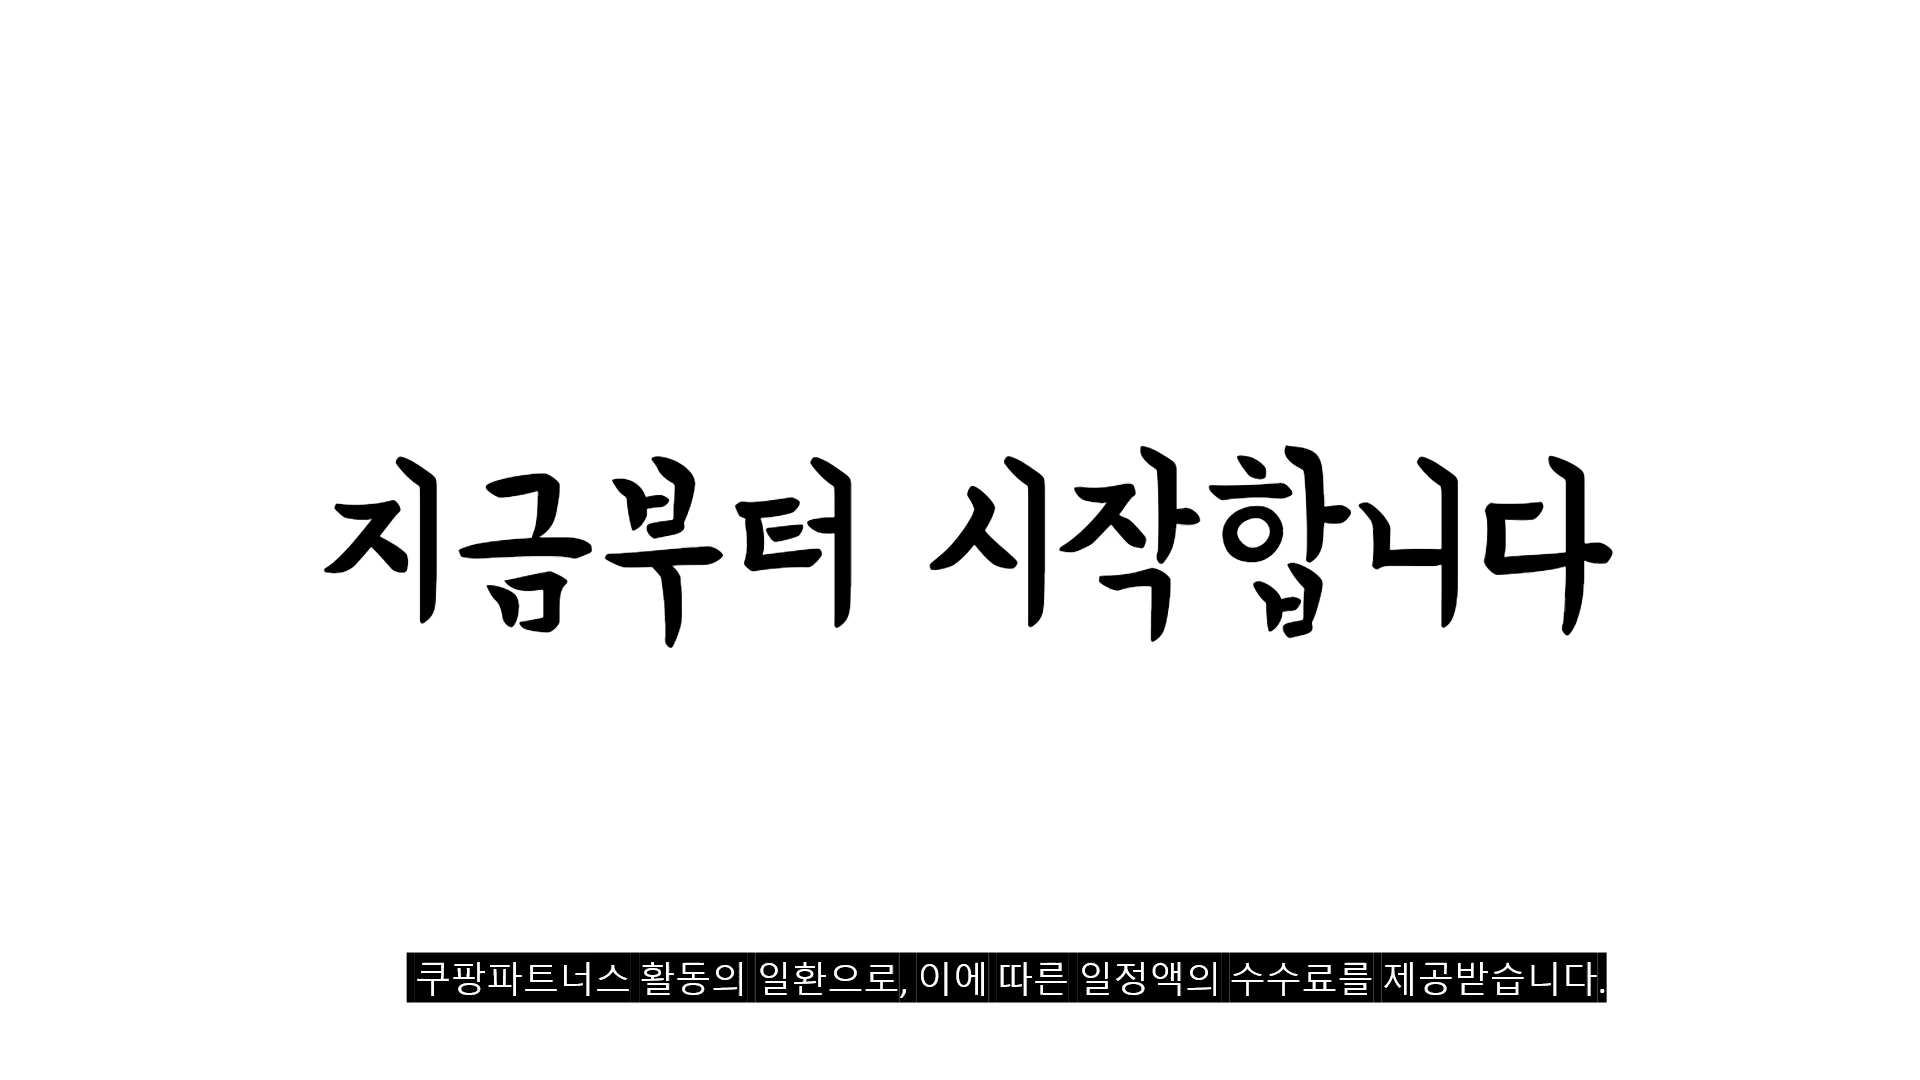 지금부터 시작합니다
쿠팡파트너스 활동의 일환으로, 이에 따른 일정액의 수수료를 제공받습니다.